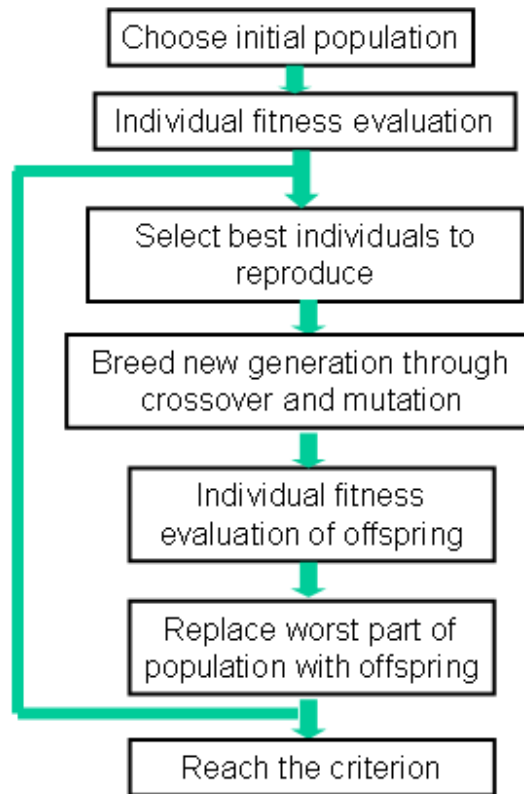 Choose initial population
Individual fitness evaluation
Select best individuals to
reproduce
Breed new generation through
crossover and mutation
Individual fitness
evaluation of offspring
Replace worst part of
population with offspring
Reach the criterion